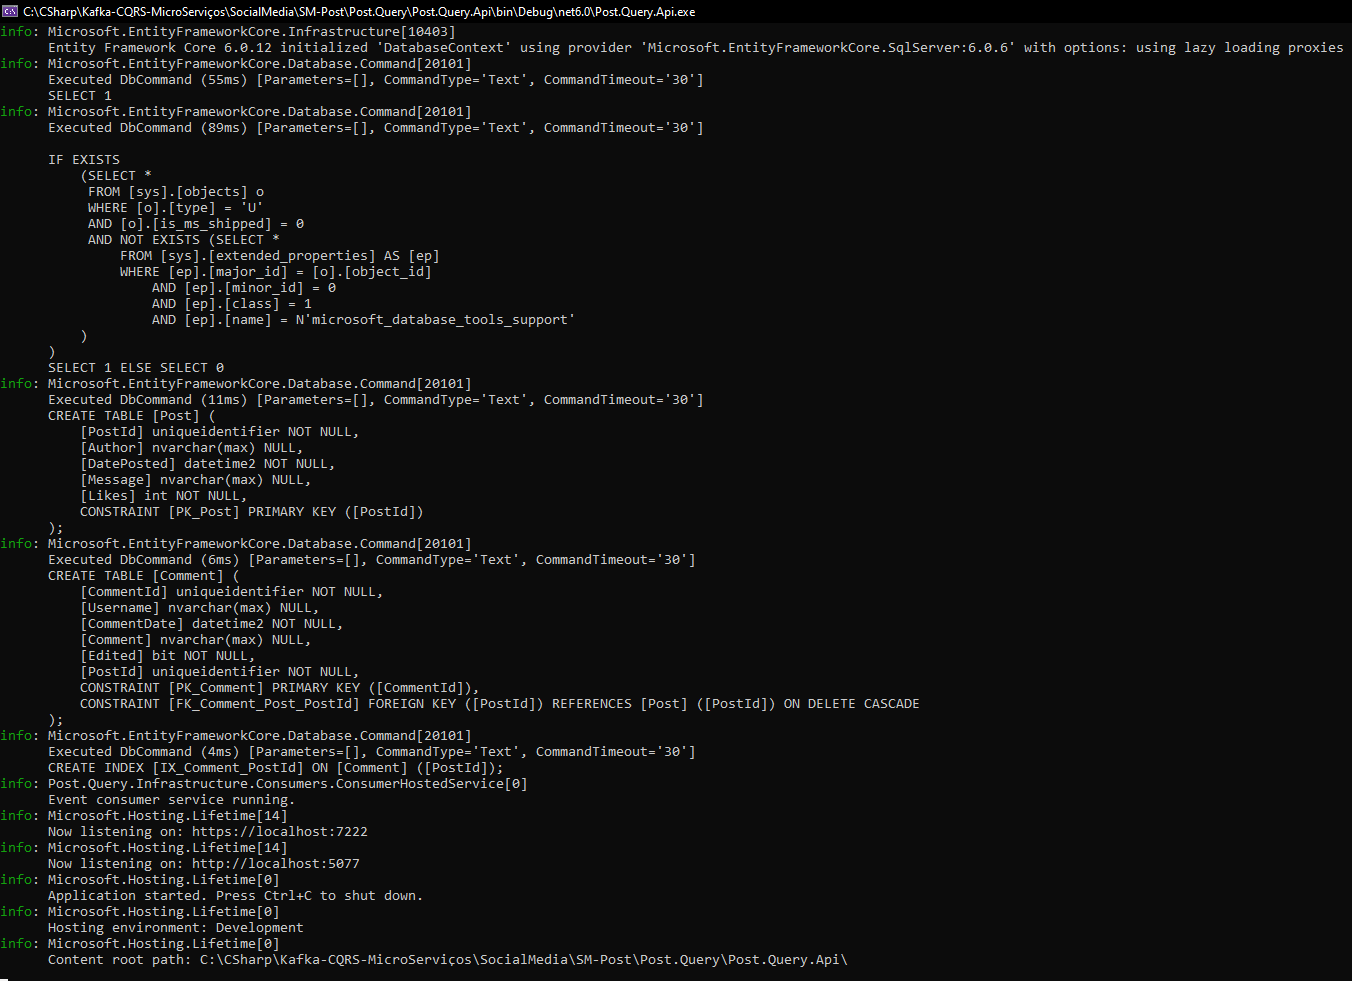 C:\CSharp\Kafka-CQRS-MicroServiços\SocialMedia\SM-Post\Post.Query\Post.Query.Api\bin\Debug\net6.0\Post.Query.Api.exe
info: Microsoft.EntityFrameworkCore.Infrastructure[10403]
      Entity Framework Core 6.0.12 initialized 'DatabaseContext' using provider 'Microsoft.EntityFrameworkCore.SqlServer:6.0.6' with options: using lazy loading proxies
info: Microsoft.EntityFrameworkCore.Database.Command[20101]
      Executed DbCommand (55ms) [Parameters=[], CommandType='Text', CommandTimeout='30']
      SELECT 1
info: Microsoft.EntityFrameworkCore.Database.Command[20101]
      Executed DbCommand (89ms) [Parameters=[], CommandType='Text', CommandTimeout='30']
      IF EXISTS
          (SELECT *
           FROM [sys].[objects] o
           WHERE [o].[type] = 'U'
           AND [o].[is_ms_shipped] = 0
           AND NOT EXISTS (SELECT *
               FROM [sys].[extended_properties] AS [ep]
               WHERE [ep].[major_id] = [o].[object_id]
                   AND [ep].[minor_id] = 0
                   AND [ep].[class] = 1
                   AND [ep].[name] = N'microsoft_database_tools_support'
          )
      )
      SELECT 1 ELSE SELECT 0
info: Microsoft.EntityFrameworkCore.Database.Command[20101]
      Executed DbCommand (11ms) [Parameters=[], CommandType='Text', CommandTimeout='30']
      CREATE TABLE [Post] (
          [PostId] uniqueidentifier NOT NULL,
          [Author] nvarchar(max) NULL,
          [DatePosted] datetime2 NOT NULL,
          [Message] nvarchar(max) NULL,
          [Likes] int NOT NULL,
          CONSTRAINT [PK_Post] PRIMARY KEY ([PostId])
      );
info: Microsoft.EntityFrameworkCore.Database.Command[20101]
      Executed DbCommand (6ms) [Parameters=[], CommandType='Text', CommandTimeout='30']
      CREATE TABLE [Comment] (
          [CommentId] uniqueidentifier NOT NULL,
          [Username] nvarchar(max) NULL,
          [CommentDate] datetime2 NOT NULL,
          [Comment] nvarchar(max) NULL,
          [Edited] bit NOT NULL,
          [PostId] uniqueidentifier NOT NULL,
          CONSTRAINT [PK_Comment] PRIMARY KEY ([CommentId]),
          CONSTRAINT [FK_Comment_Post_PostId] FOREIGN KEY ([PostId]) REFERENCES [Post] ([PostId]) ON DELETE CASCADE
      );
info: Microsoft.EntityFrameworkCore.Database.Command[20101]
      Executed DbCommand (4ms) [Parameters=[], CommandType='Text', CommandTimeout='30']
      CREATE INDEX [IX_Comment_PostId] ON [Comment] ([PostId]);
info: Post.Query.Infrastructure.Consumers.ConsumerHostedService[0]
      Event consumer service running.
info: Microsoft.Hosting.Lifetime[14]
      Now listening on: https://localhost:7222
info: Microsoft.Hosting.Lifetime[14]
      Now listening on: http://localhost:5077
info: Microsoft.Hosting.Lifetime[0]
      Application started. Press Ctrl+C to shut down.
info: Microsoft.Hosting.Lifetime[0]
      Hosting environment: Development
info: Microsoft.Hosting.Lifetime[0]
      Content root path: C:\CSharp\Kafka-CQRS-MicroServiços\SocialMedia\SM-Post\Post.Query\Post.Query.Api\